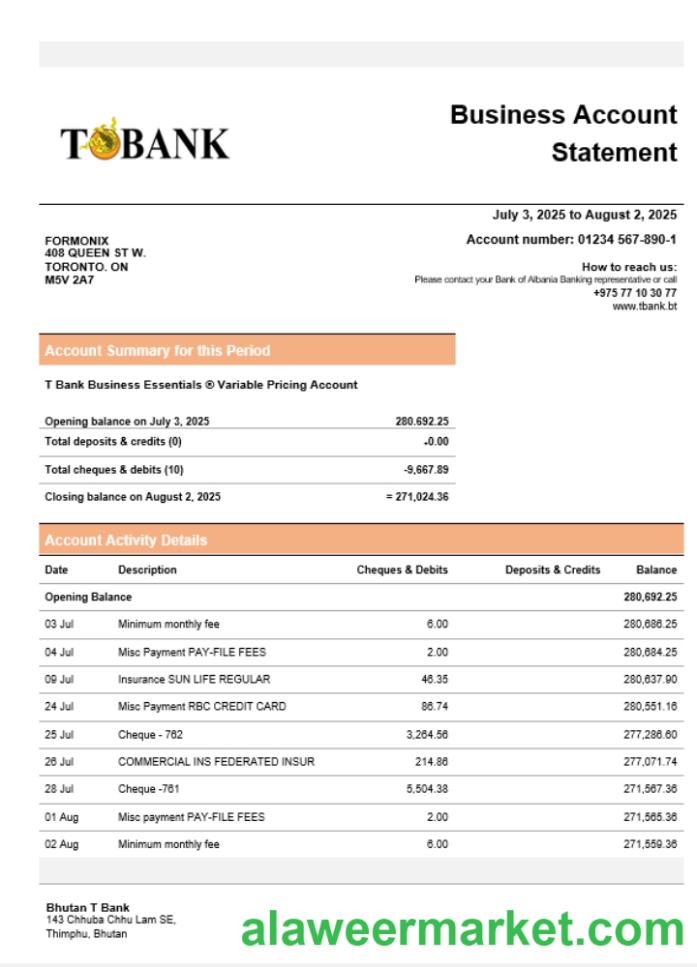 T BANK
Business Account
Statement
July 3, 2025 to August 2, 2025
FORMONIX
408 QUEEN ST W.
TORONTO. ON
M5V 2A7
Account number: 01234 567-890-1
How to reach us:
Please contact your Bank of Albania Banking representative or call
+975 77 10 30 77
www.tbank.bt
Account Summary for this Period
T Bank Business Essentials ® Variable Pricing Account
Opening balance on July 3, 2025 280.692.25
Total deposits & credits (0) -0.00
Total cheques & debits (10) -9,667.89
Closing balance on August 2, 2025 = 271,024.36
Account Activity Details
Date Description Cheques & Debits Deposits & Credits Balance
Opening Balance 280,692.25
03 Jul Minimum monthly fee 6.00 280,686.25
04 Jul Misc Payment PAY-FILE FEES 2.00 280,684.25
09 Jul Insurance SUN LIFE REGULAR 46.35 280,637.90
24 Jul Misc Payment RBC CREDIT CARD 86.74 280,551.16
25 Jul Cheque - 762 3,264.56 277,286.60
26 Jul COMMERCIAL INS FEDERATED INSUR 214.86 277,071.74
28 Jul Cheque -761 5,504.38 271,567.36
01 Aug Misc payment PAY-FILE FEES 2.00 271,565.36
02 Aug Minimum monthly fee 6.00 271,559.36
Bhutan T Bank
143 Chhuba Chhu Lam SE,
Thimphu, Bhutan
alaweermarket.com